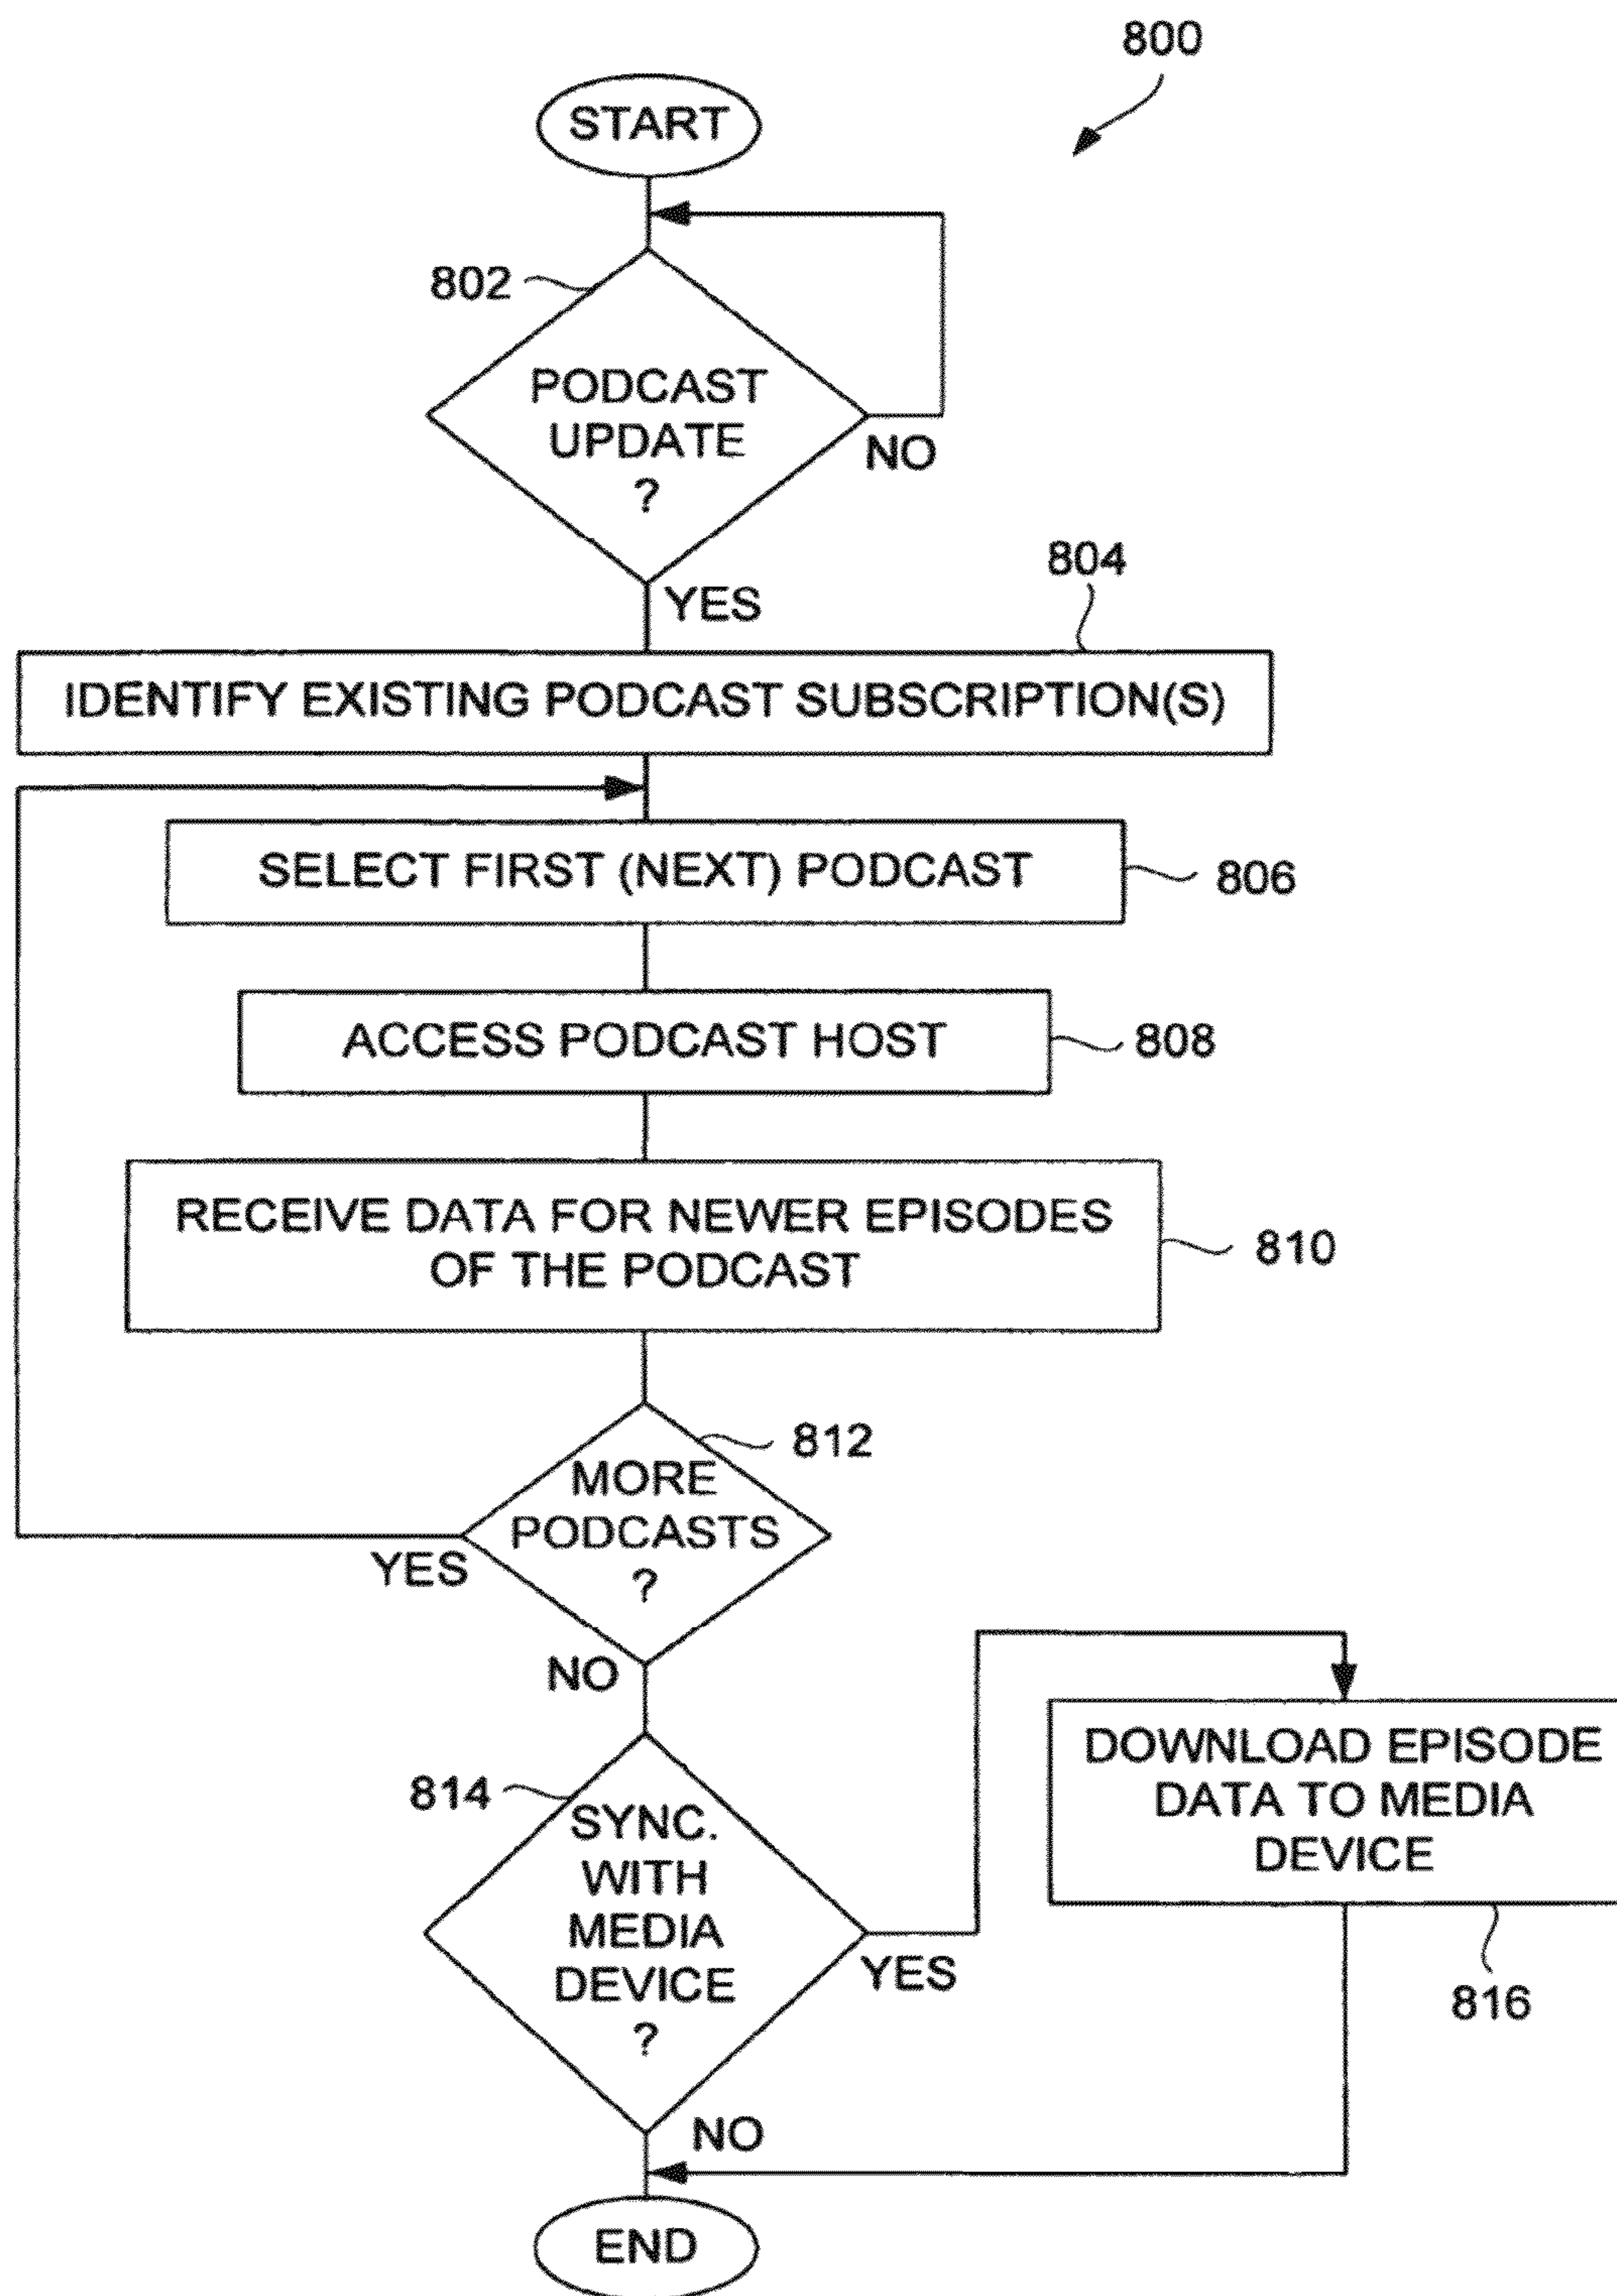 800
START
802
PODCAST
UPDATE
?
NO
YES
804
IDENTIFY EXISTING PODCAST SUBSCRIPTION(S)
SELECT FIRST (NEXT) PODCAST
806
ACCESS PODCAST HOST
808
RECEIVE DATA FOR NEWER EPISODES
OF THE PODCAST
810
812
MORE
PODCASTS
?
YES
NO
814
SYNC.
WITH
MEDIA
DEVICE
?
YES
NO
DOWNLOAD EPISODE
DATA TO MEDIA
DEVICE
816
END